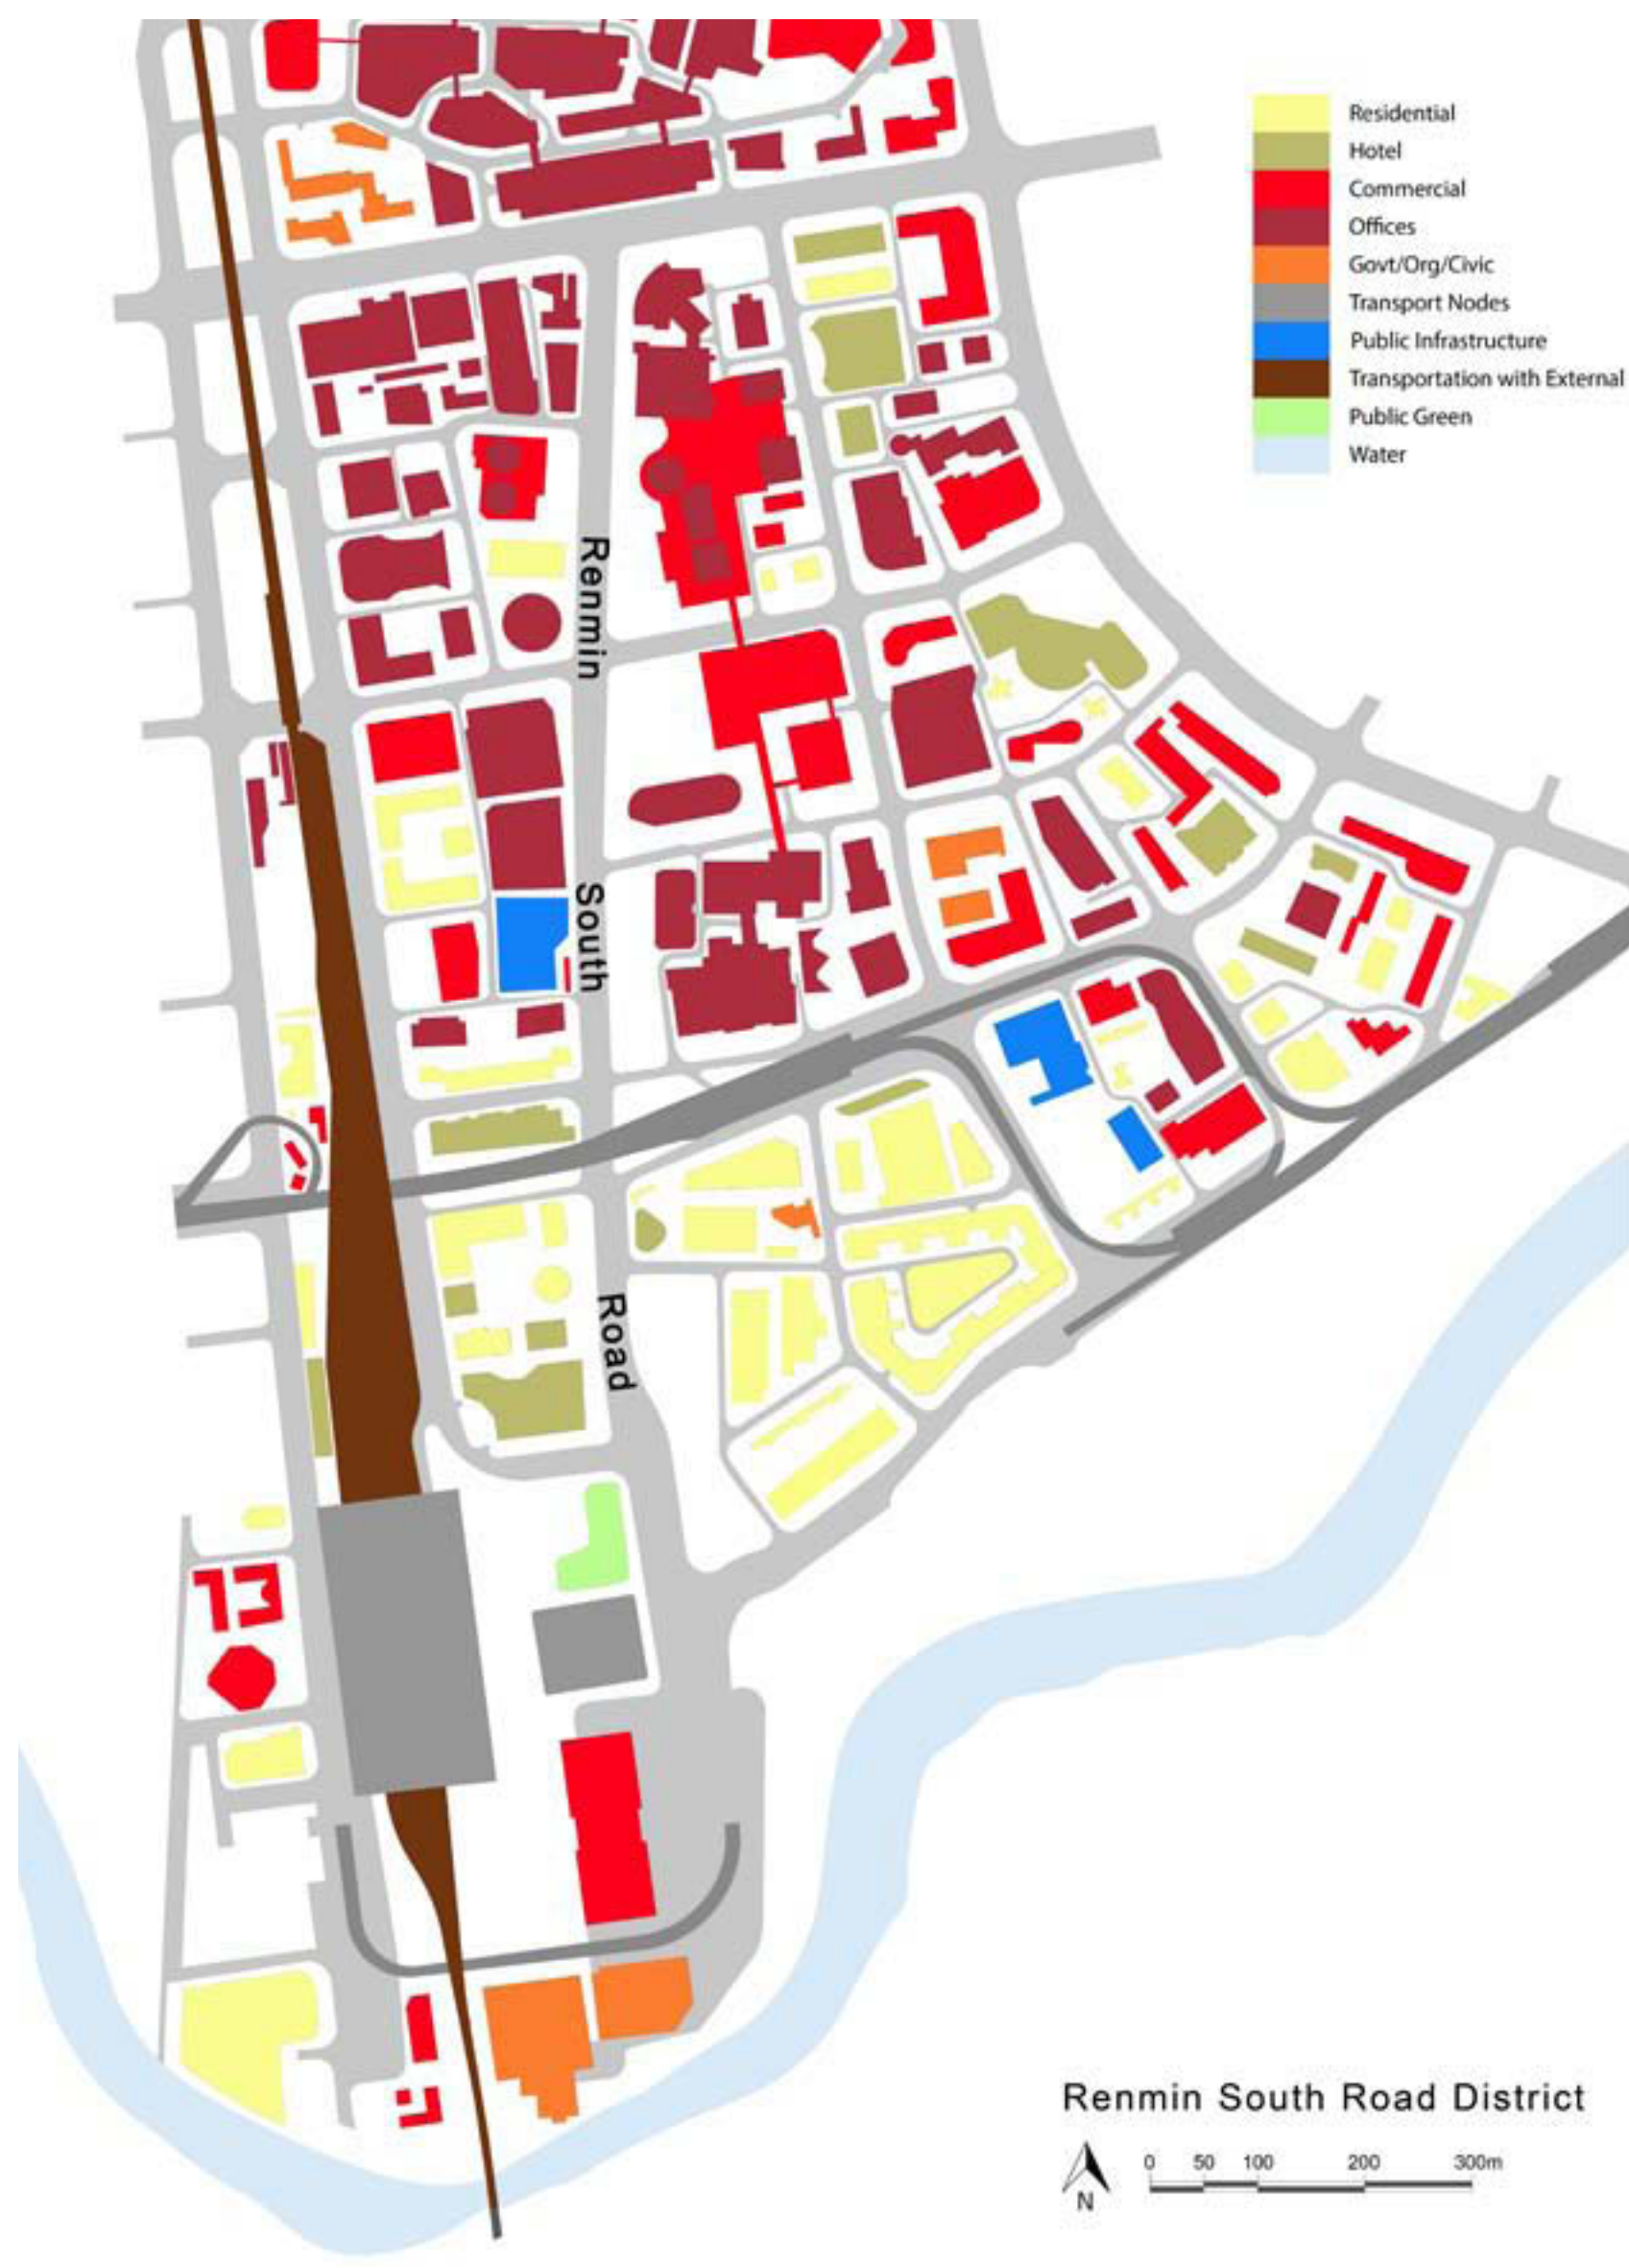 Residential
Hotel
Commercial
Offices
Govt/Org/Civic
Transport Nodes
Public Infrastructure
Transportation with External
Public Green
Water
Renmin
South
Road
Renmin South Road District
0 50 100 200 300m
N